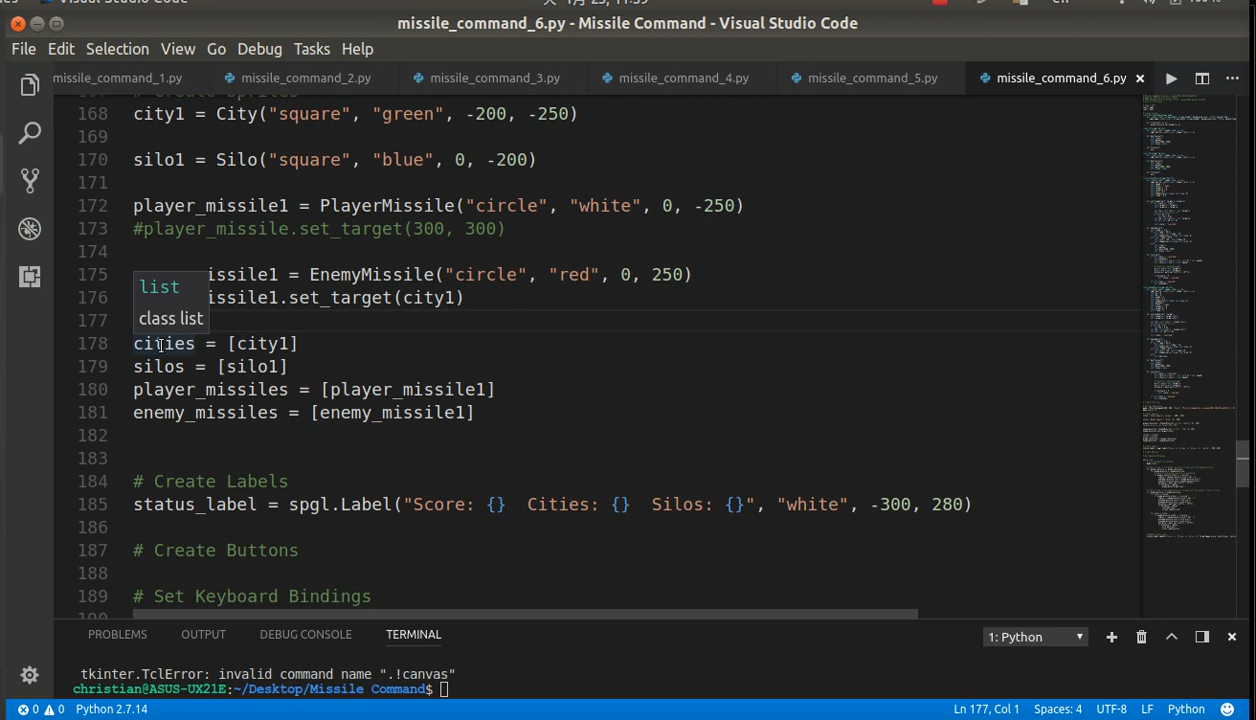 missile_command_6.py - Missile Command - Visual Studio Code
File Edit Selection View Go Debug Tasks Help
missile_command_1.py missile_command_2.py missile_command_3.py missile_command_4.py missile_command_5.py missile_command_6.py
168 city1 = City("square", "green", -200, -250)
169
170 silo1 = Silo("square", "blue", 0, -200)
171
172 player_missile1 = PlayerMissile("circle", "white", 0, -250)
173 #player_missile.set_target(300, 300)
174
175 issile1 = EnemyMissile("circle", "red", 0, 250)
list
176 issile1.set_target(city1)
class list
177
178 cities = [city1]
179 silos = [silo1]
180 player_missiles = [player_missile1]
181 enemy_missiles = [enemy_missile1]
182
183
184 # Create Labels
185 status_label = spgl.Label("Score: {}  Cities: {}  Silos: {}", "white", -300, 280)
186
187 # Create Buttons
188
189 # Set Keyboard Bindings
PROBLEMS OUTPUT DEBUG CONSOLE TERMINAL 1: Python
_tkinter.TclError: invalid command name ".!canvas"
christian@ASUS-UX21E:~/Desktop/Missile Command$
0 0 Python 2.7.14 Ln 177, Col 1 Spaces: 4 UTF-8 LF Python